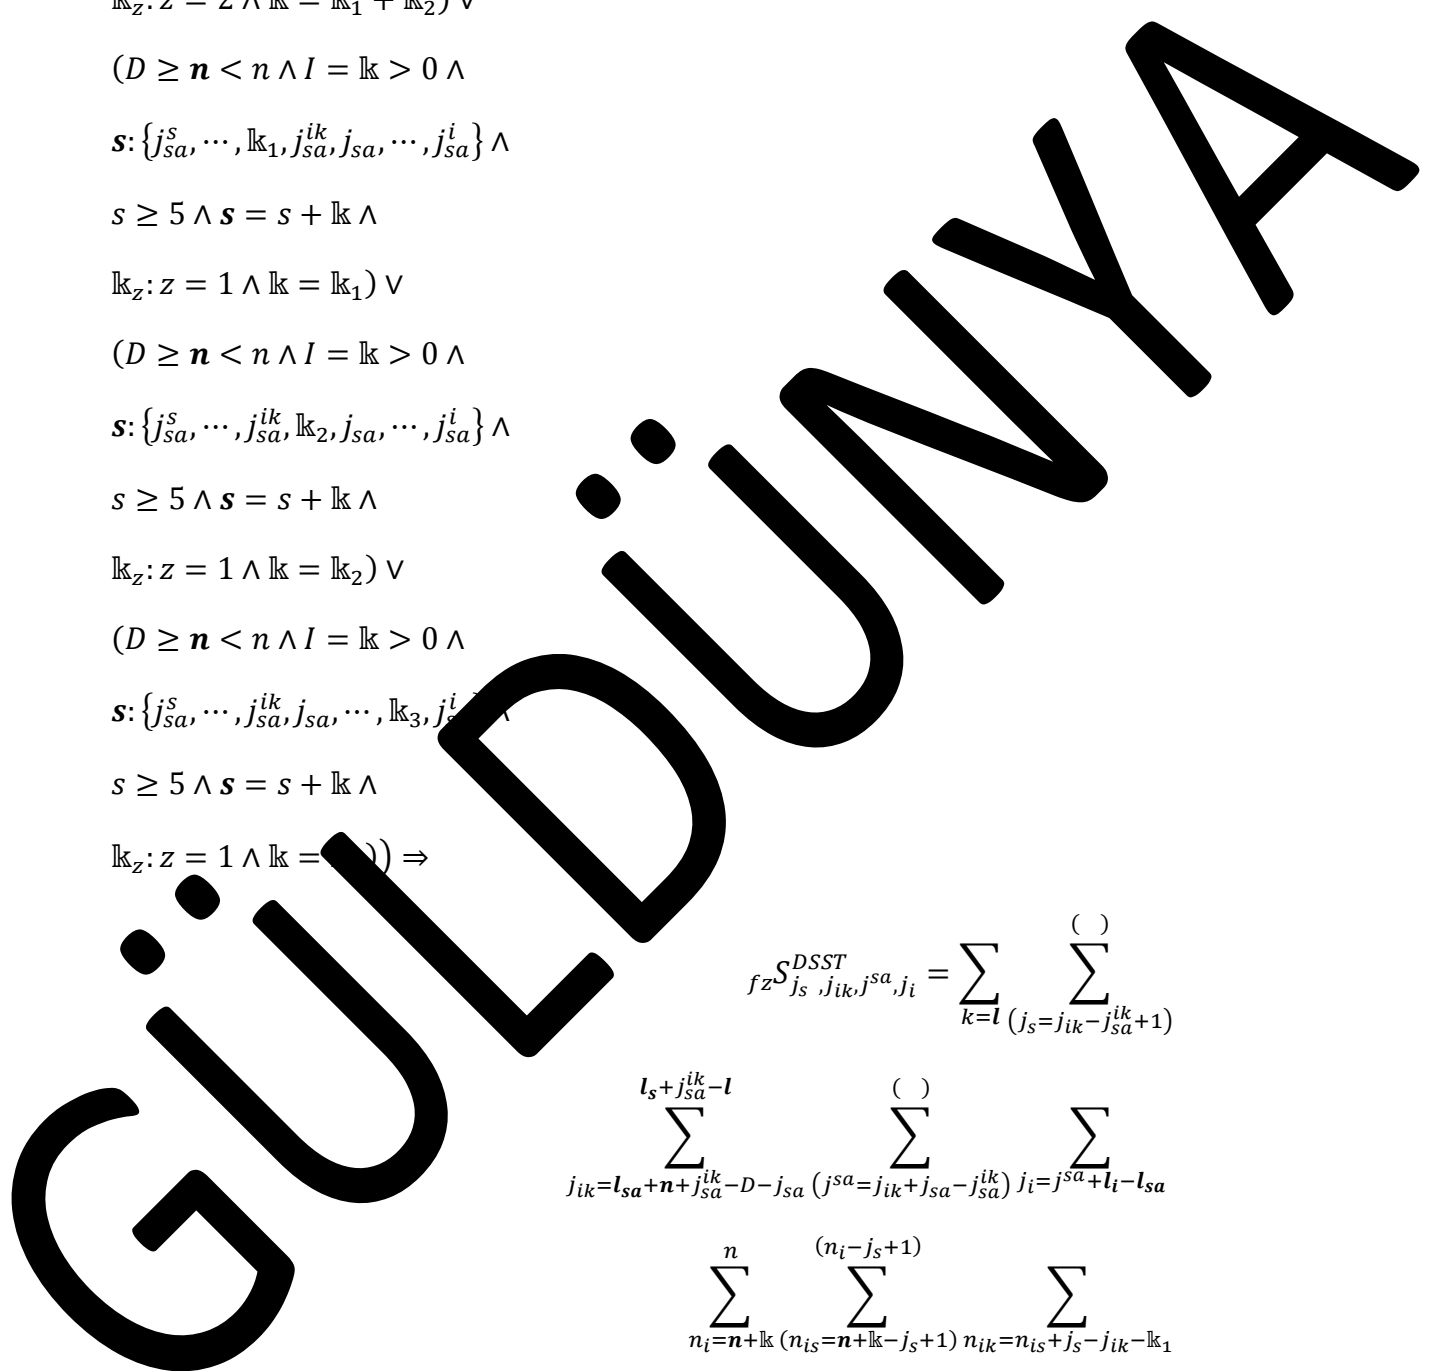 𝕜_z: z = 2 ∧ 𝕜 = 𝕜_1 + 𝕜_2) ∨
(D ≥ 𝒏 < n ∧ I = 𝕜 > 0 ∧
𝒔: {j_{sa}^{s}, ⋯, 𝕜_1, j_{sa}^{ik}, j_{sa}, ⋯, j_{sa}^{i}} ∧
s ≥ 5 ∧ 𝒔 = s + 𝕜 ∧
𝕜_z: z = 1 ∧ 𝕜 = 𝕜_1) ∨
(D ≥ 𝒏 < n ∧ I = 𝕜 > 0 ∧
𝒔: {j_{sa}^{s}, ⋯, j_{sa}^{ik}, 𝕜_2, j_{sa}, ⋯, j_{sa}^{i}} ∧
s ≥ 5 ∧ 𝒔 = s + 𝕜 ∧
𝕜_z: z = 1 ∧ 𝕜 = 𝕜_2) ∨
(D ≥ 𝒏 < n ∧ I = 𝕜 > 0 ∧
𝒔: {j_{sa}^{s}, ⋯, j_{sa}^{ik}, j_{sa}, ⋯, 𝕜_3, j^{i} ∧
s ≥ 5 ∧ 𝒔 = s + 𝕜 ∧
𝕜_z: z = 1 ∧ 𝕜 = )) ⇒
_{fz}S_{j_s,j_{ik},j^{sa},j_i}^{DSST} = ∑_{k=𝒍} ∑_{(j_s=j_{ik}−j_{sa}^{ik}+1)}^{( )}
∑_{j_{ik}=𝒍_{𝒔𝒂}+𝒏+j_{sa}^{ik}−D−j_{sa}}^{𝒍_𝒔+j_{sa}^{ik}−𝒍} ∑_{(j^{sa}=j_{ik}+j_{sa}−j_{sa}^{ik})}^{( )} ∑_{j_i=j^{sa}+𝒍_𝒊−𝒍_{𝒔𝒂}}
∑_{n_i=𝒏+𝕜}^{n} ∑_{(n_{is}=𝒏+𝕜−j_s+1)}^{(n_i−j_s+1)} ∑_{n_{ik}=n_{is}+j_s−j_{ik}−𝕜_1}
GÜLDÜNYA